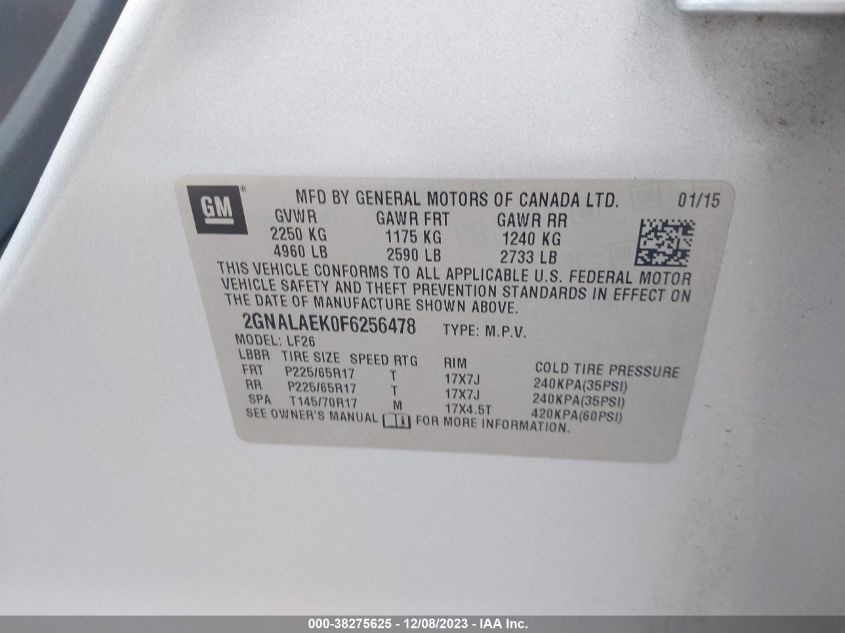 GM ® MFD BY GENERAL MOTORS OF CANADA LTD. 01/15
GVWR GAWR FRT GAWR RR
2250 KG 1175 KG 1240 KG
4960 LB 2590 LB 2733 LB
THIS VEHICLE CONFORMS TO ALL APPLICABLE U.S. FEDERAL MOTOR
VEHICLE SAFETY AND THEFT PREVENTION STANDARDS IN EFFECT ON
THE DATE OF MANUFACTURE SHOWN ABOVE.
2GNALAEK0F6256478 TYPE: M.P.V.
MODEL: LF26
LBBR TIRE SIZE SPEED RTG RIM COLD TIRE PRESSURE
FRT P225/65R17 T 17X7J 240KPA(35PSI)
RR P225/65R17 T 17X7J 240KPA(35PSI)
SPA T145/70R17 M 17X4.5T 420KPA(60PSI)
SEE OWNER'S MANUAL FOR MORE INFORMATION.
000-38275625 - 12/08/2023 - IAA Inc.